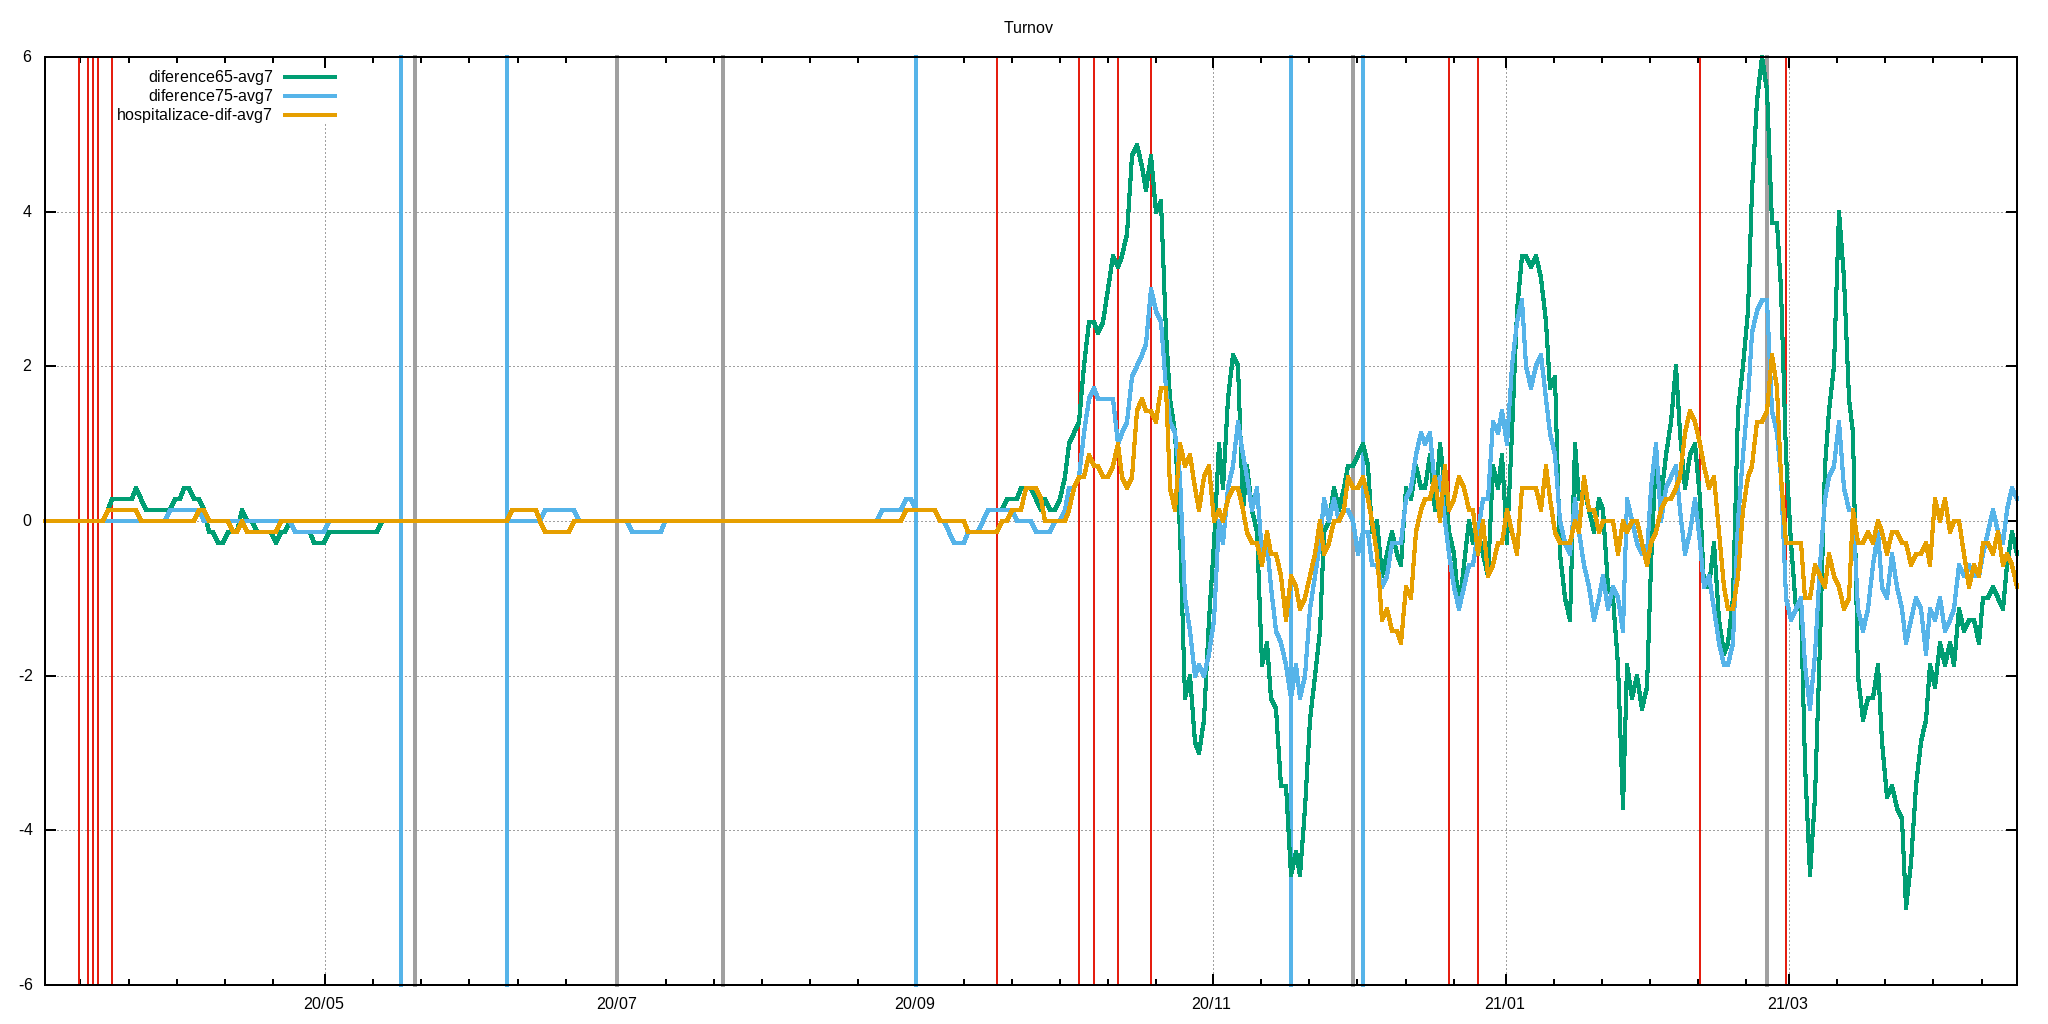 Turnov
6
diference65-avg7
diference75-avg7
hospitalizace-dif-avg7
4
2
0
-2
-4
-6
20/05 20/07 20/09 20/11 21/01 21/03